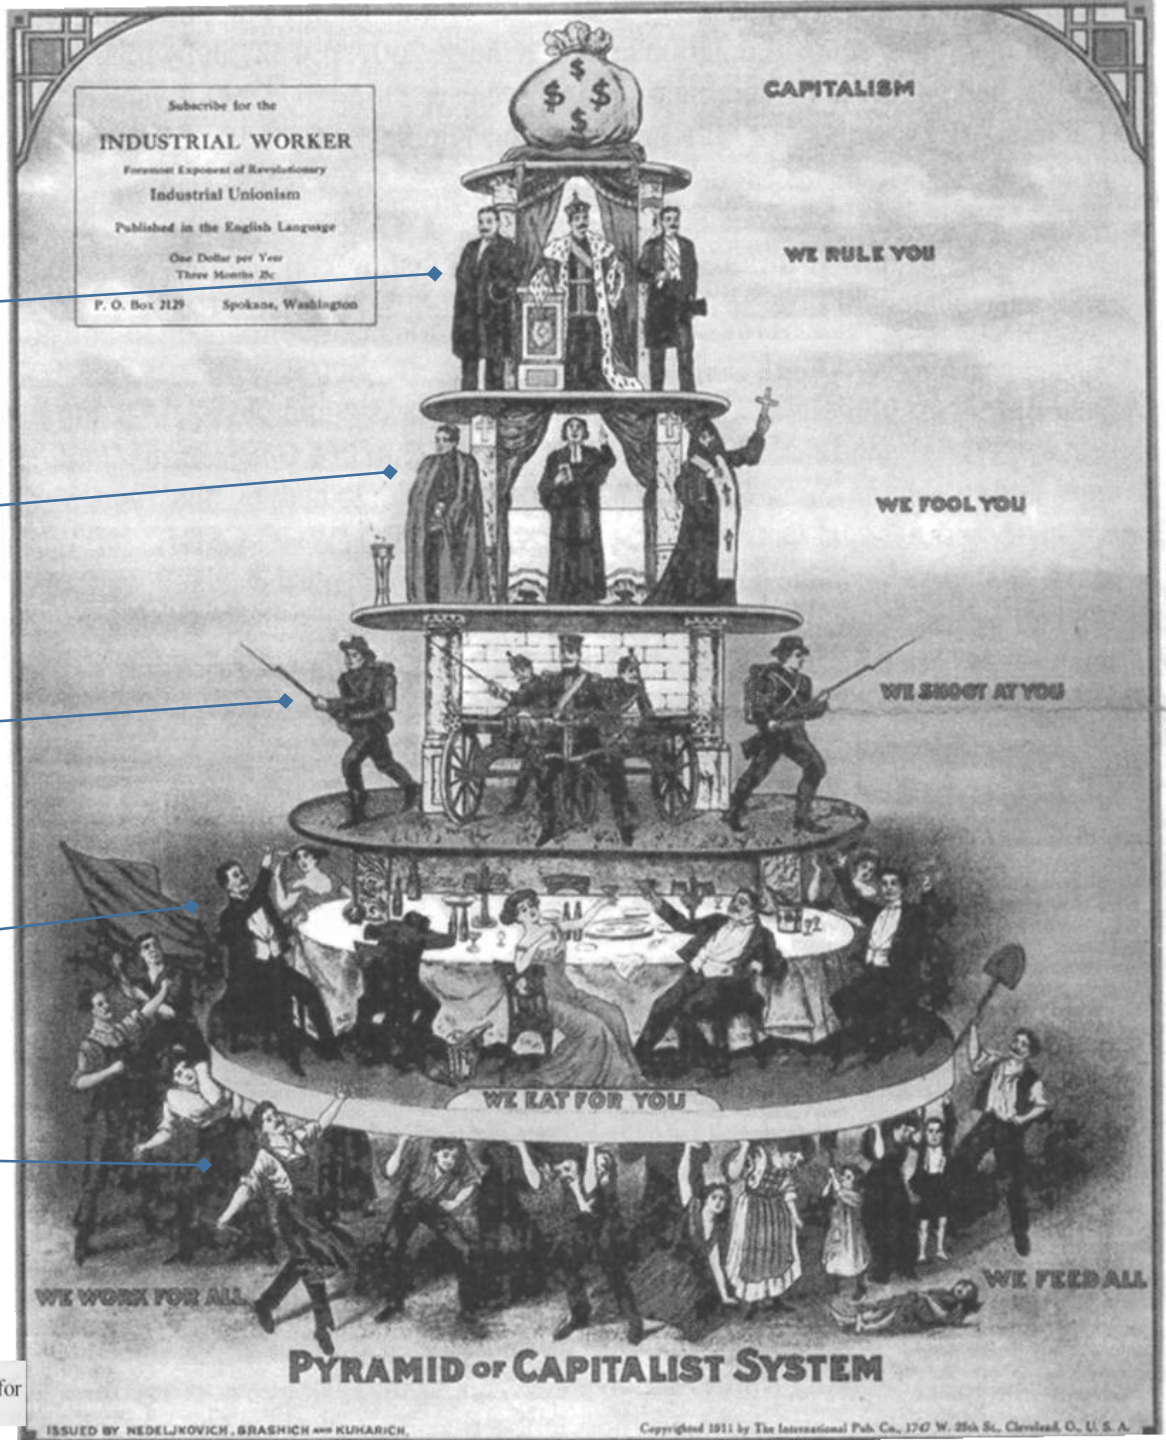 Subscribe for the
INDUSTRIAL WORKER
Foremost Exponent of Revolutionary
Industrial Unionism
Published in the English Language
One Dollar per Year
Three Months 25c
P. O. Box 2129 Spokane, Washington
$
$ $
$
CAPITALISM
WE RULE YOU
WE FOOL YOU
WE SHOOT AT YOU
WE EAT FOR YOU
WE WORK FOR ALL
WE FEED ALL
PYRAMID OF CAPITALIST SYSTEM
for
ISSUED BY NEDELJKOVICH, BRASHICH AND KUHARICH.
Copyrighted 1911 by The International Pub. Co., 1747 W. 25th St., Cleveland, O., U. S. A.